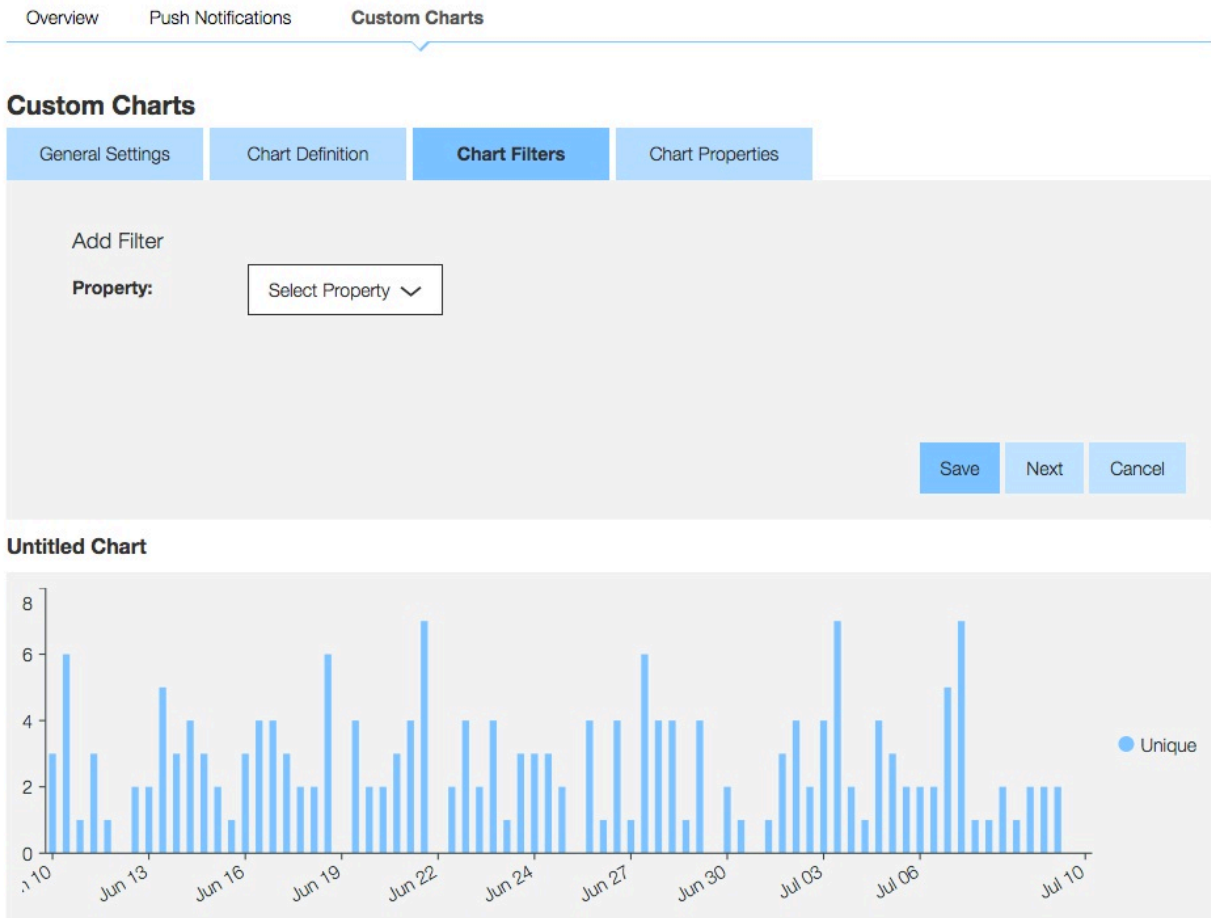 Overview Push Notifications Custom Charts
Custom Charts
General Settings Chart Definition Chart Filters Chart Properties
Add Filter
Property: Select Property
Save Next Cancel
Untitled Chart
8
6
4
2
0
Unique
10 Jun 13 Jun 16 Jun 19 Jun 22 Jun 24 Jun 27 Jun 30 Jul 03 Jul 06 Jul 10